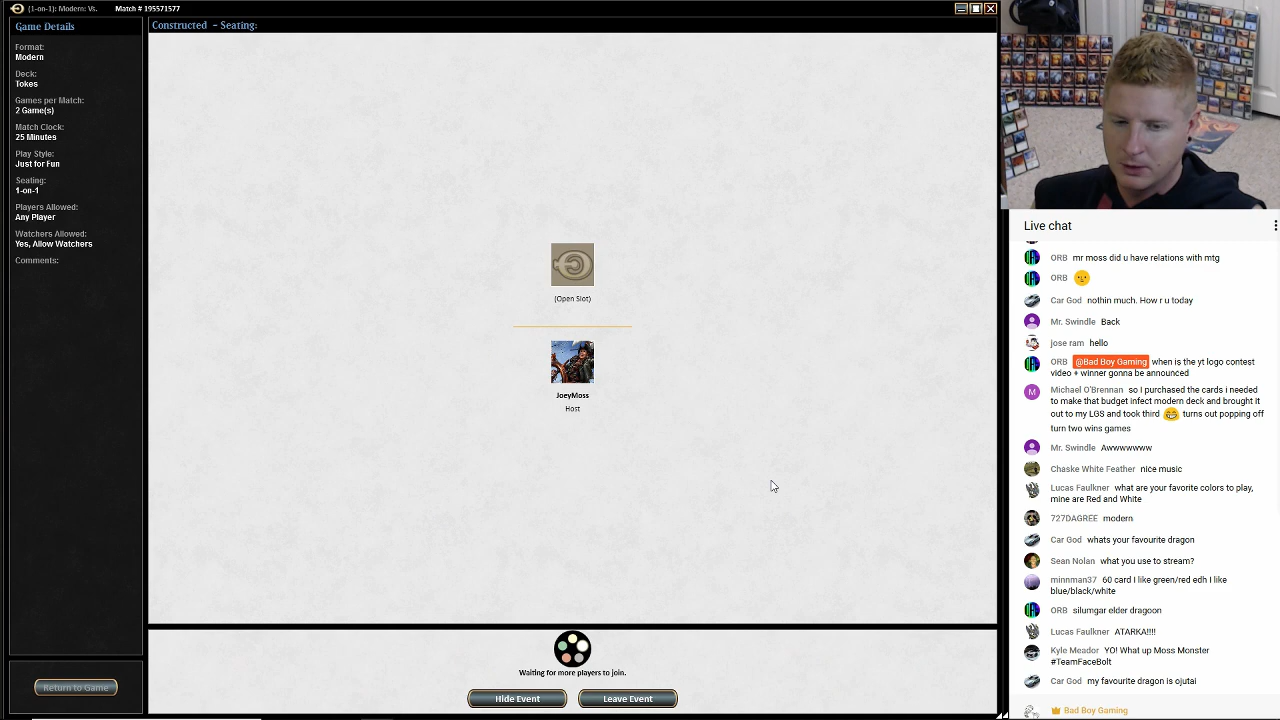 (1-on-1): Modern: Vs. Match # 195571577
Game Details
Format:
Modern
Deck:
Tokes
Games per Match:
2 Game(s)
Match Clock:
25 Minutes
Play Style:
Just for Fun
Seating:
1-on-1
Players Allowed:
Any Player
Watchers Allowed:
Yes, Allow Watchers
Comments:
Return to Game
Constructed - Seating:
(Open Slot)
JoeyMoss
Host
Waiting for more players to join.
Hide Event
Leave Event
Live chat
ORB mr moss did u have relations with mtg
ORB 🌝
Car God nothin much. How r u today
Mr. Swindle Back
jose ram hello
ORB @Bad Boy Gaming when is the yt logo contest
video + winner gonna be announced
M
Michael O'Brennan so I purchased the cards i needed
to make that budget infect modern deck and brought it
out to my LGS and took third 😂 turns out popping off
turn two wins games
Mr. Swindle Awwwwwww
Chaske White Feather nice music
Lucas Faulkner what are your favorite colors to play,
mine are Red and White
727DAGREE modern
Car God whats your favourite dragon
Sean Nolan what you use to stream?
minnman37 60 card I like green/red edh I like
blue/black/white
ORB silumgar elder dragoon
Lucas Faulkner ATARKA!!!!
Kyle Meador YO! What up Moss Monster
#TeamFaceBolt
Car God my favourite dragon is ojutai
Bad Boy Gaming